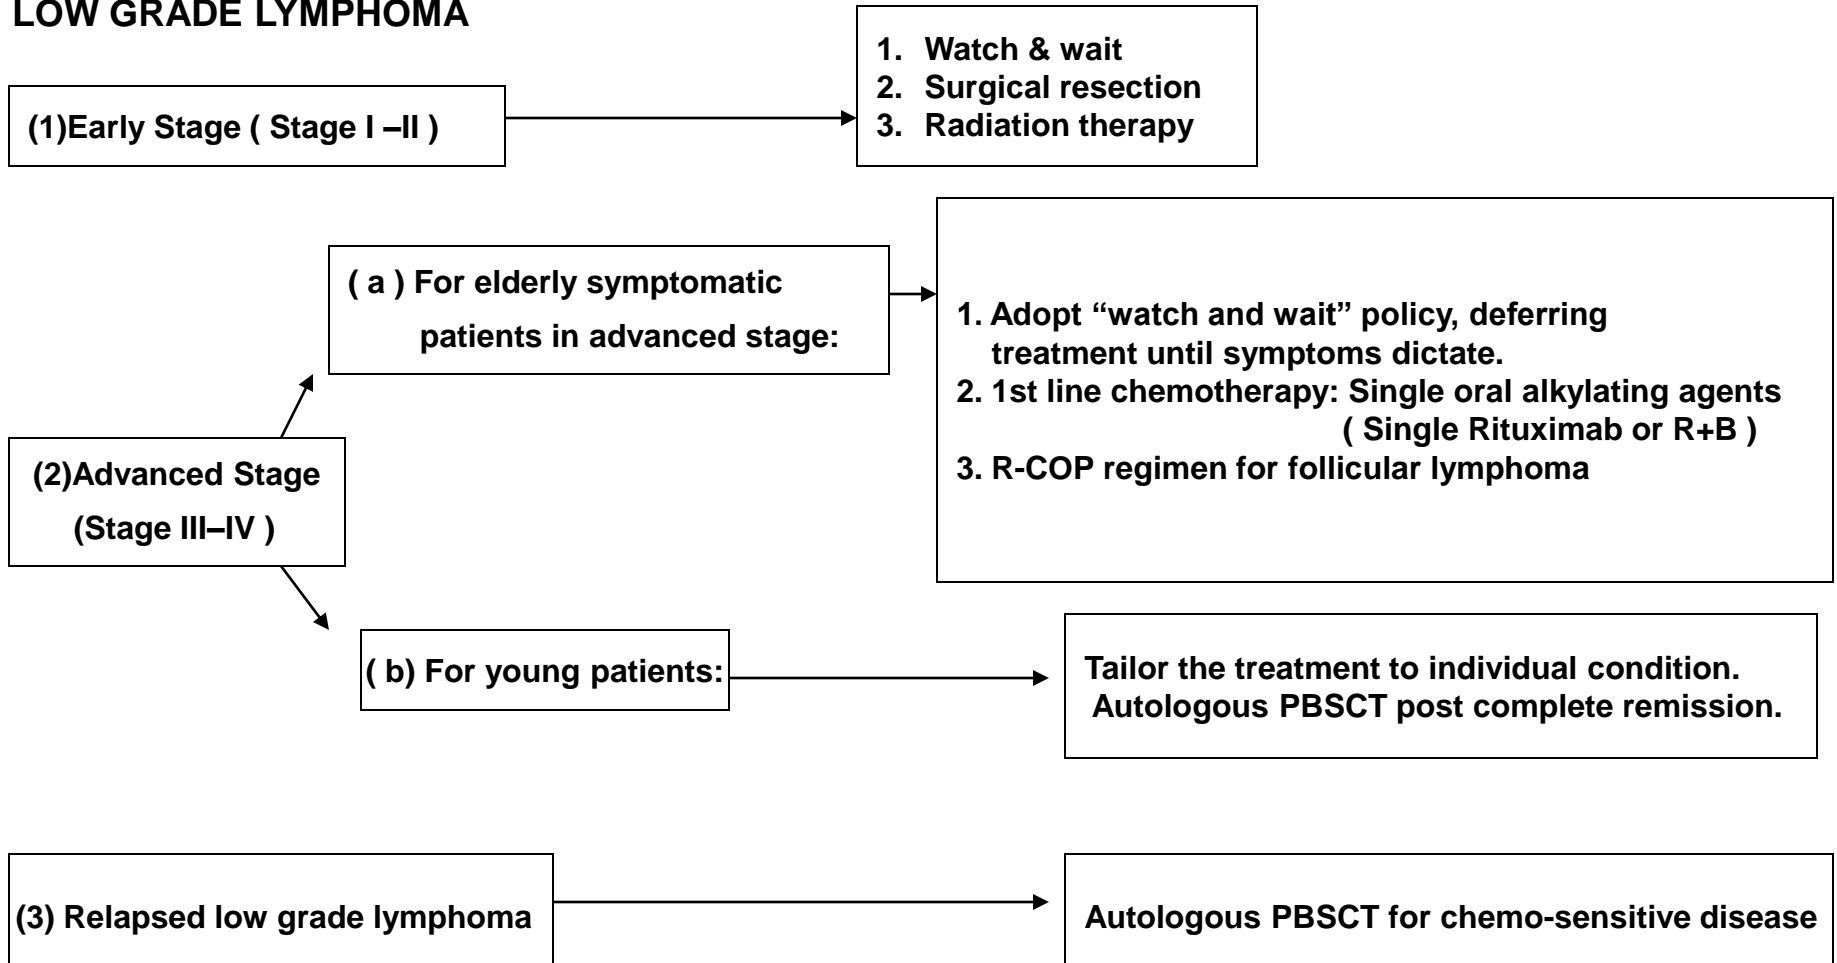 LOW GRADE LYMPHOMA
1. Watch & wait
2. Surgical resection
3. Radiation therapy
(1)Early Stage ( Stage I –II )
( a ) For elderly symptomatic
patients in advanced stage:
1. Adopt “watch and wait” policy, deferring
treatment until symptoms dictate.
2. 1st line chemotherapy: Single oral alkylating agents
( Single Rituximab or R+B )
3. R-COP regimen for follicular lymphoma
(2)Advanced Stage
(Stage III–IV )
( b) For young patients:
Tailor the treatment to individual condition.
Autologous PBSCT post complete remission.
(3) Relapsed low grade lymphoma
Autologous PBSCT for chemo-sensitive disease